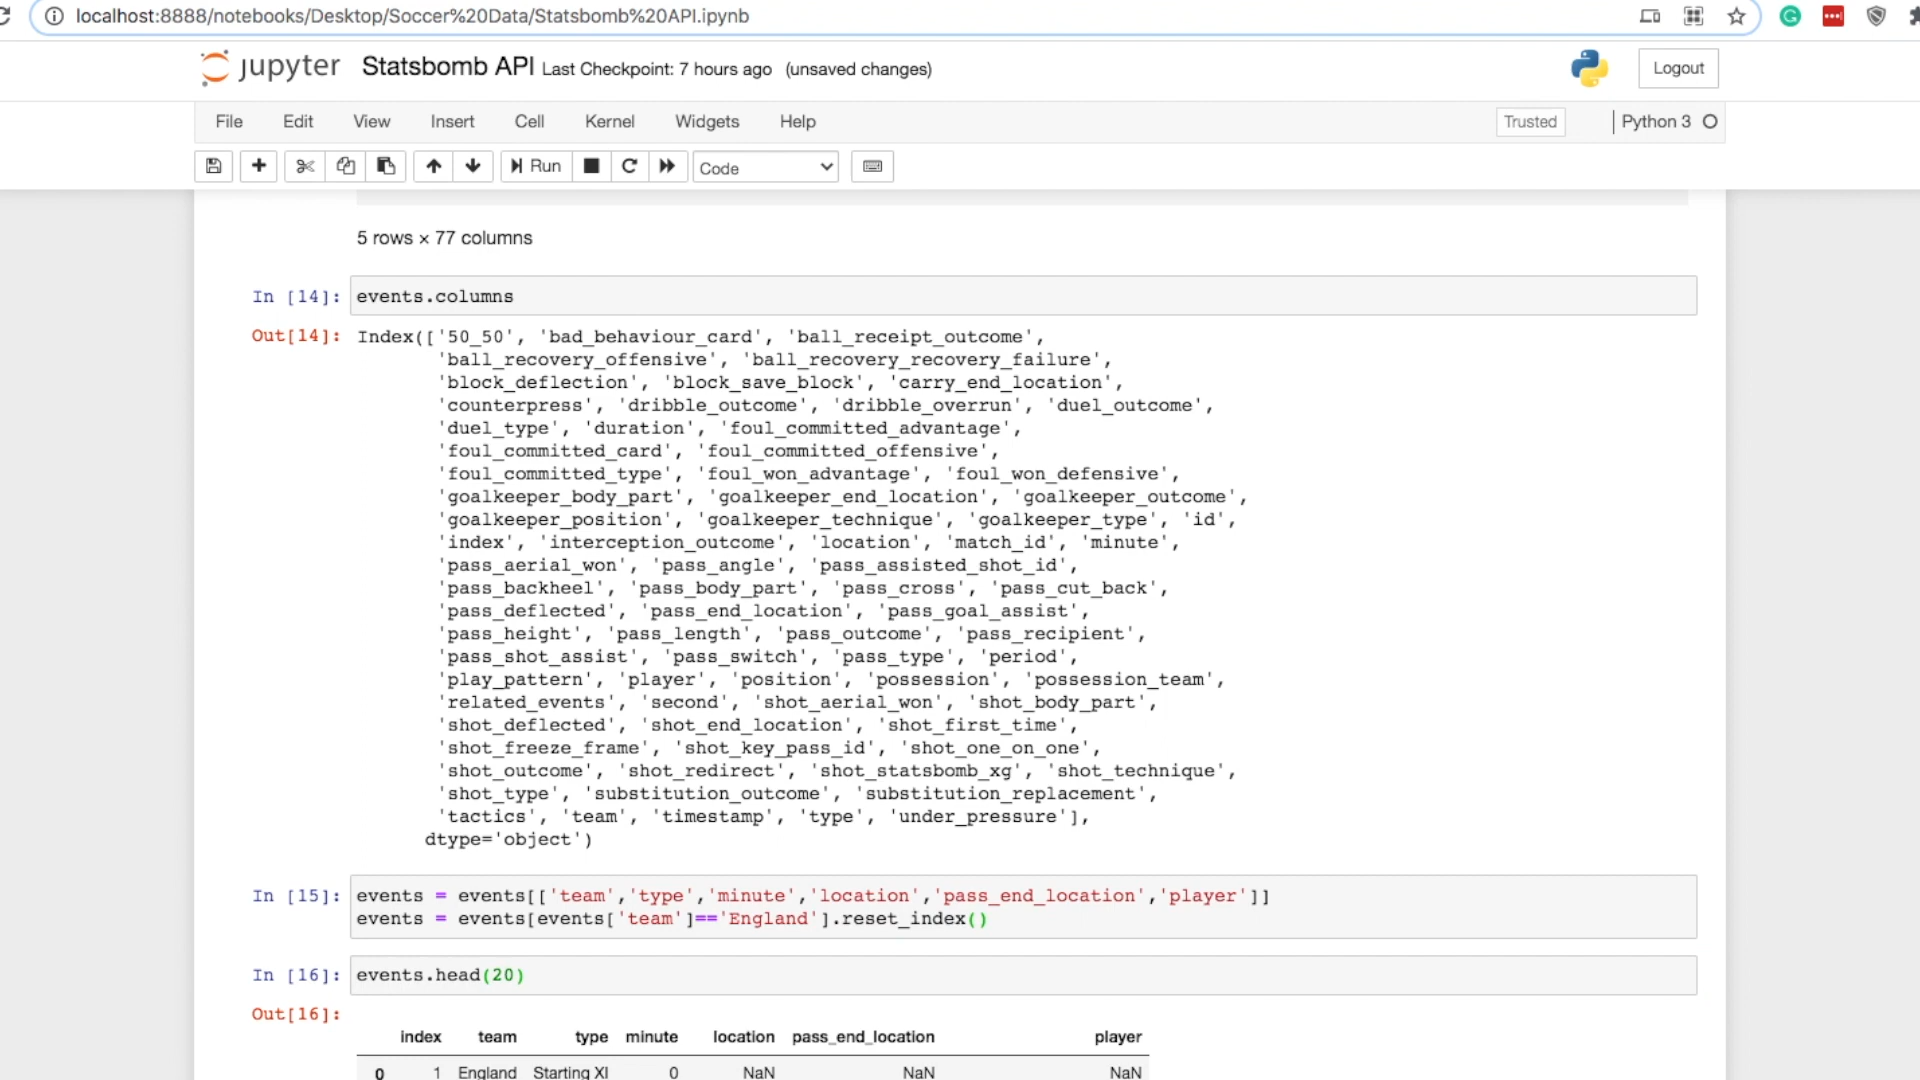 localhost:8888/notebooks/Desktop/Soccer%20Data/Statsbomb%20API.ipynb
jupyter Statsbomb API Last Checkpoint: 7 hours ago (unsaved changes)
Logout
File Edit View Insert Cell Kernel Widgets Help
Trusted
Python 3
Run
Code
5 rows × 77 columns
In [14]: events.columns
Out[14]: Index(['50_50', 'bad_behaviour_card', 'ball_receipt_outcome',
'ball_recovery_offensive', 'ball_recovery_recovery_failure',
'block_deflection', 'block_save_block', 'carry_end_location',
'counterpress', 'dribble_outcome', 'dribble_overrun', 'duel_outcome',
'duel_type', 'duration', 'foul_committed_advantage',
'foul_committed_card', 'foul_committed_offensive',
'foul_committed_type', 'foul_won_advantage', 'foul_won_defensive',
'goalkeeper_body_part', 'goalkeeper_end_location', 'goalkeeper_outcome',
'goalkeeper_position', 'goalkeeper_technique', 'goalkeeper_type', 'id',
'index', 'interception_outcome', 'location', 'match_id', 'minute',
'pass_aerial_won', 'pass_angle', 'pass_assisted_shot_id',
'pass_backheel', 'pass_body_part', 'pass_cross', 'pass_cut_back',
'pass_deflected', 'pass_end_location', 'pass_goal_assist',
'pass_height', 'pass_length', 'pass_outcome', 'pass_recipient',
'pass_shot_assist', 'pass_switch', 'pass_type', 'period',
'play_pattern', 'player', 'position', 'possession', 'possession_team',
'related_events', 'second', 'shot_aerial_won', 'shot_body_part',
'shot_deflected', 'shot_end_location', 'shot_first_time',
'shot_freeze_frame', 'shot_key_pass_id', 'shot_one_on_one',
'shot_outcome', 'shot_redirect', 'shot_statsbomb_xg', 'shot_technique',
'shot_type', 'substitution_outcome', 'substitution_replacement',
'tactics', 'team', 'timestamp', 'type', 'under_pressure'],
dtype='object')
In [15]: events = events[['team','type','minute','location','pass_end_location','player']]
events = events[events['team']=='England'].reset_index()
In [16]: events.head(20)
Out[16]:
index team type minute location pass_end_location player
0 1 England Starting XI 0 NaN NaN NaN